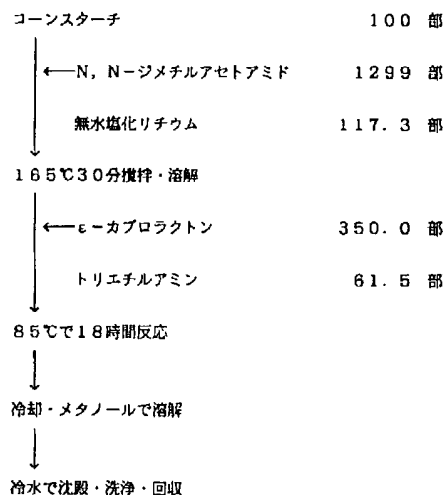 コーンスターチ 100 部
←N,N-ジメチルアセトアミド 1299 部
無水塩化リチウム 117.3 部
165℃30分撹拌・溶解
←ε-カプロラクトン 350.0 部
トリエチルアミン 61.5 部
85℃で18時間反応
冷却・メタノールで溶解
冷水で沈殿・洗浄・回収